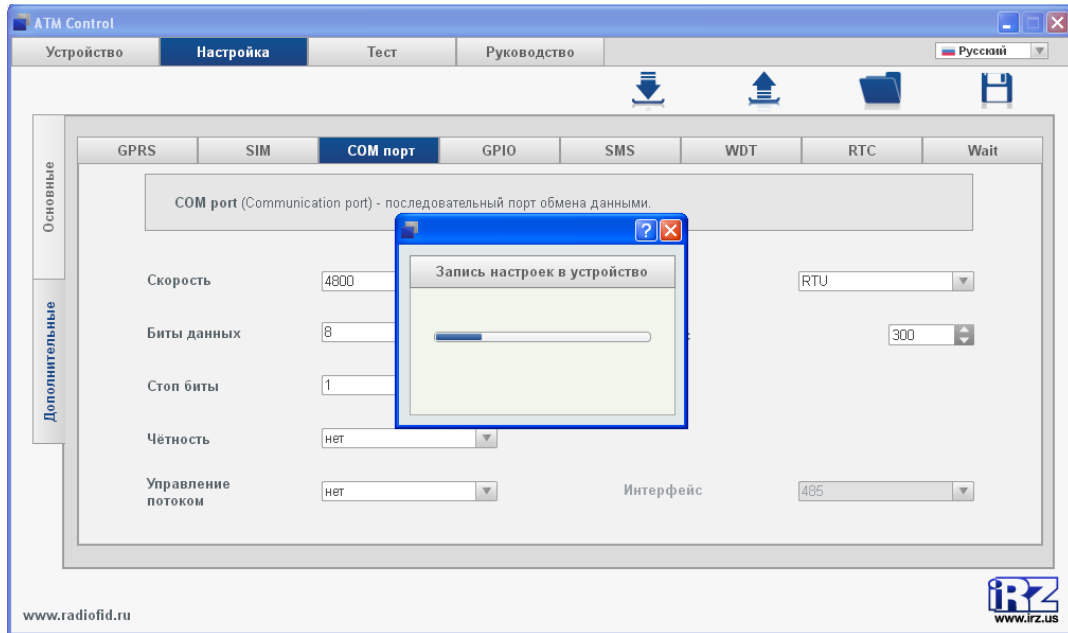 ATM Control
Устройство
Настройка
Тест
Руководство
Русский
Основные
Дополнительные
GPRS
SIM
COM порт
GPIO
SMS
WDT
RTC
Wait
COM port (Communication port) - последовательный порт обмена данными.
Запись настроек в устройство
Скорость
4800
RTU
Биты данных
8
300
Стоп биты
1
Чётность
нет
Управление потоком
нет
Интерфейс
485
www.radiofid.ru
iRZ
www.irz.us